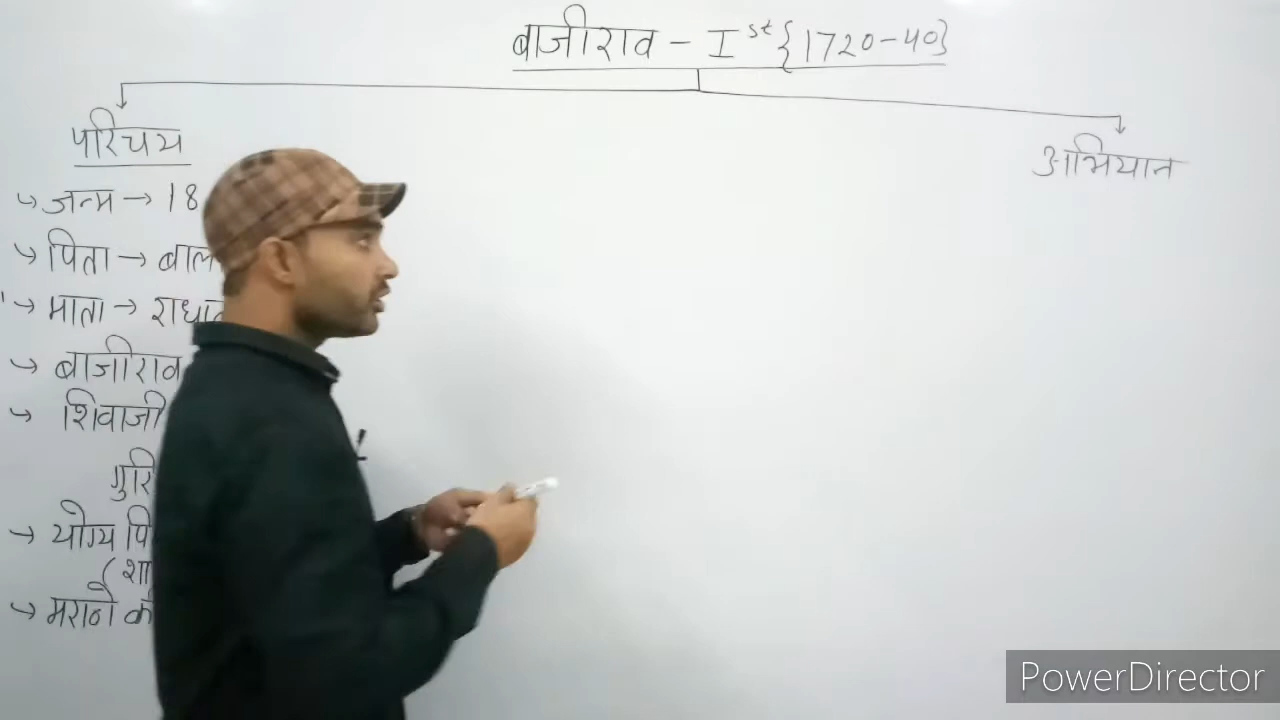 बाजीराव - Ist {1720-40}
परिचय
अभियान
↪ जन्म → 18
↪ पिता → बाल
↪ माता →
→ बाजीराव
→ शिवाजी
→ योग्य
(शा
→ मराठो
PowerDirector